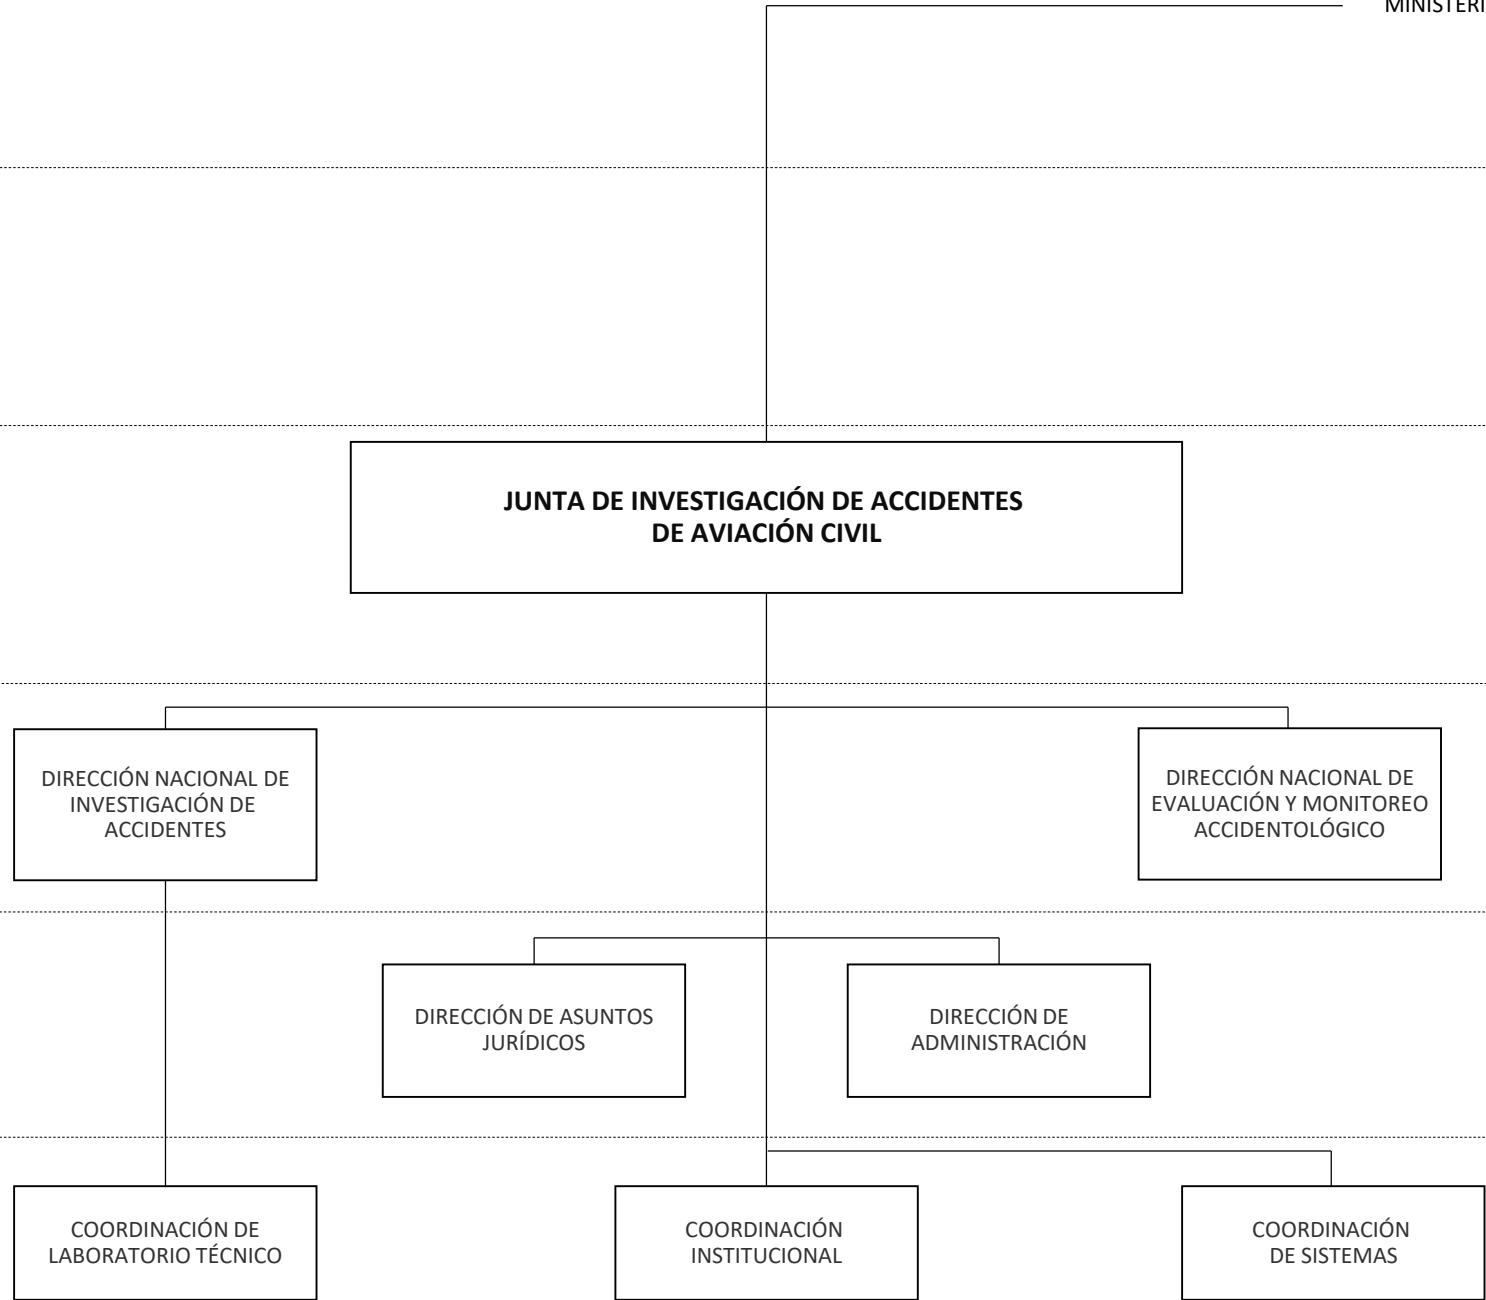 JUNTA DE INVESTIGACIÓN DE ACCIDENTES
DE AVIACIÓN CIVIL
DIRECCIÓN NACIONAL DE
INVESTIGACIÓN DE
ACCIDENTES
DIRECCIÓN NACIONAL DE
EVALUACIÓN Y MONITOREO
ACCIDENTOLÓGICO
DIRECCIÓN DE ASUNTOS
JURÍDICOS
DIRECCIÓN DE
ADMINISTRACIÓN
COORDINACIÓN DE
LABORATORIO TÉCNICO
COORDINACIÓN
INSTITUCIONAL
COORDINACIÓN
DE SISTEMAS